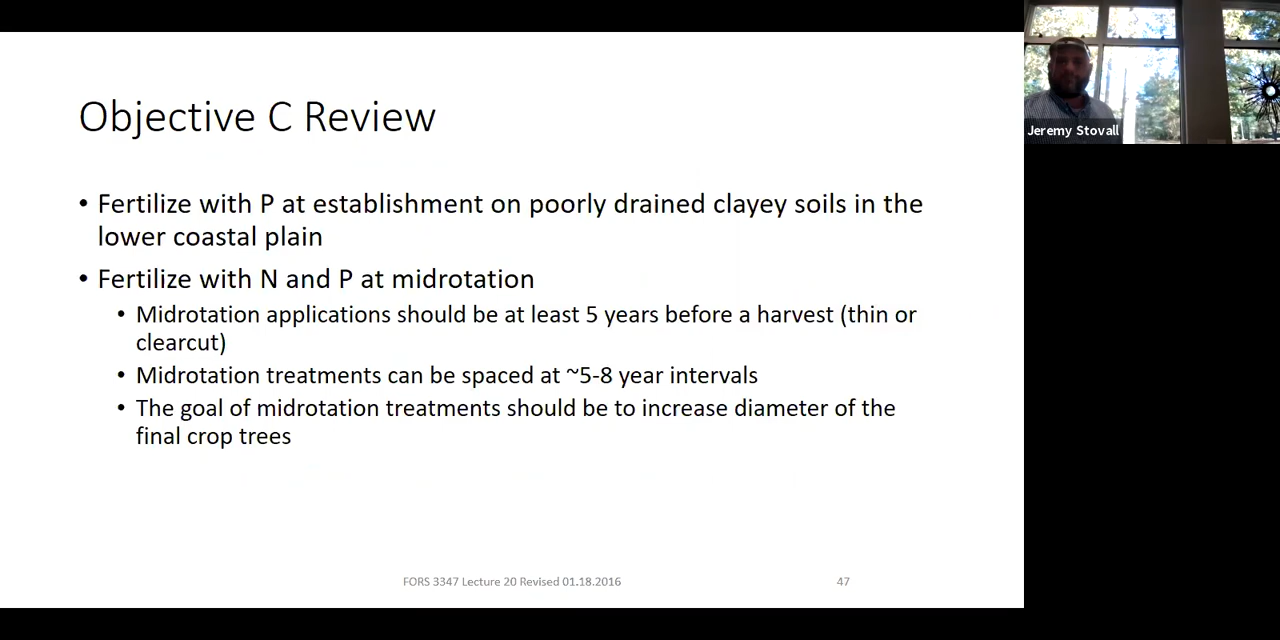 Objective C Review
• Fertilize with P at establishment on poorly drained clayey soils in the
lower coastal plain
• Fertilize with N and P at midrotation
• Midrotation applications should be at least 5 years before a harvest (thin or
clearcut)
• Midrotation treatments can be spaced at ~5-8 year intervals
• The goal of midrotation treatments should be to increase diameter of the
final crop trees
FORS 3347 Lecture 20 Revised 01.18.2016
47
Jeremy Stovall